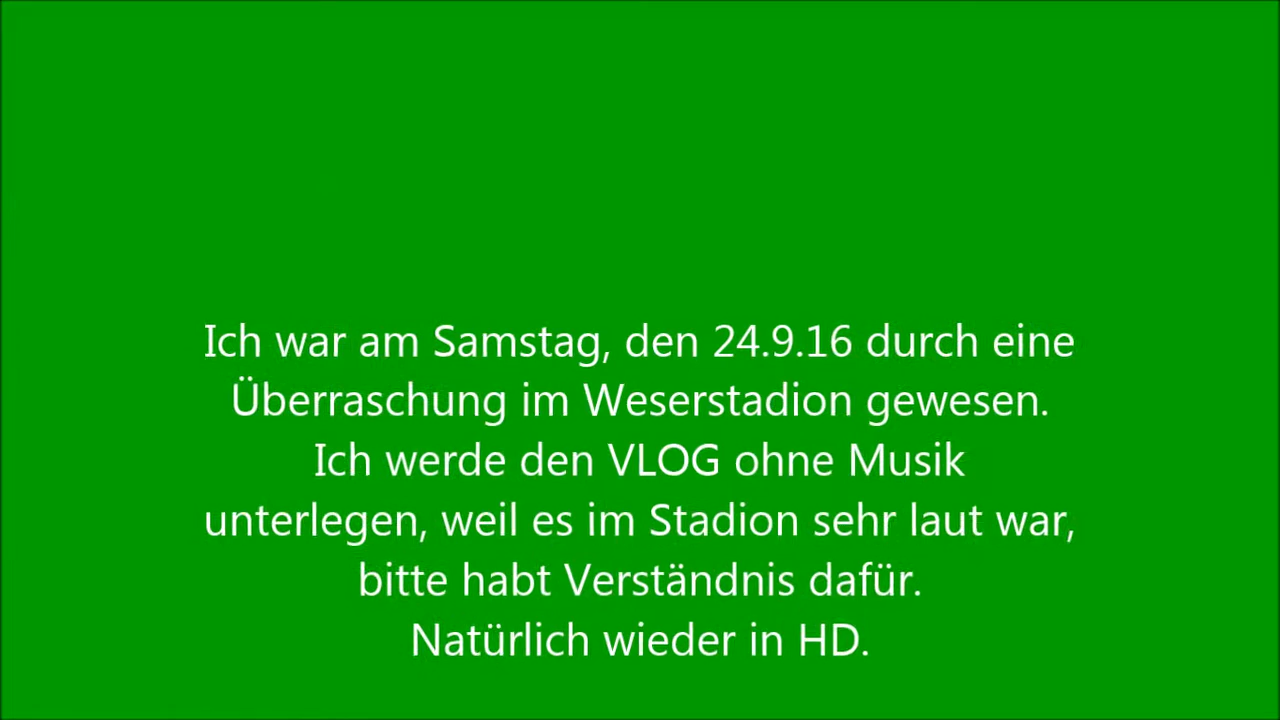 Ich war am Samstag, den 24.9.16 durch eine
Überraschung im Weserstadion gewesen.
Ich werde den VLOG ohne Musik
unterlegen, weil es im Stadion sehr laut war,
bitte habt Verständnis dafür.
Natürlich wieder in HD.